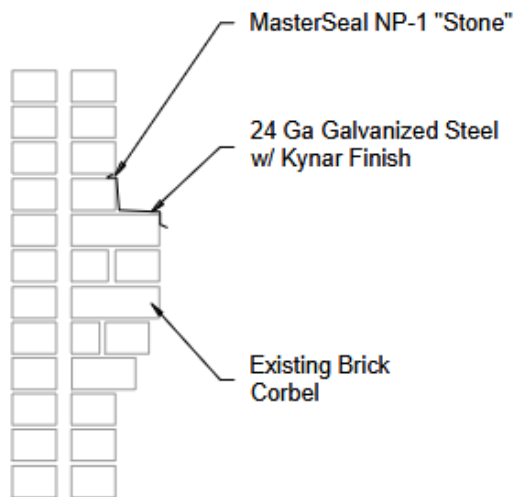 MasterSeal NP-1 "Stone"
24 Ga Galvanized Steel
w/ Kynar Finish
Existing Brick
Corbel